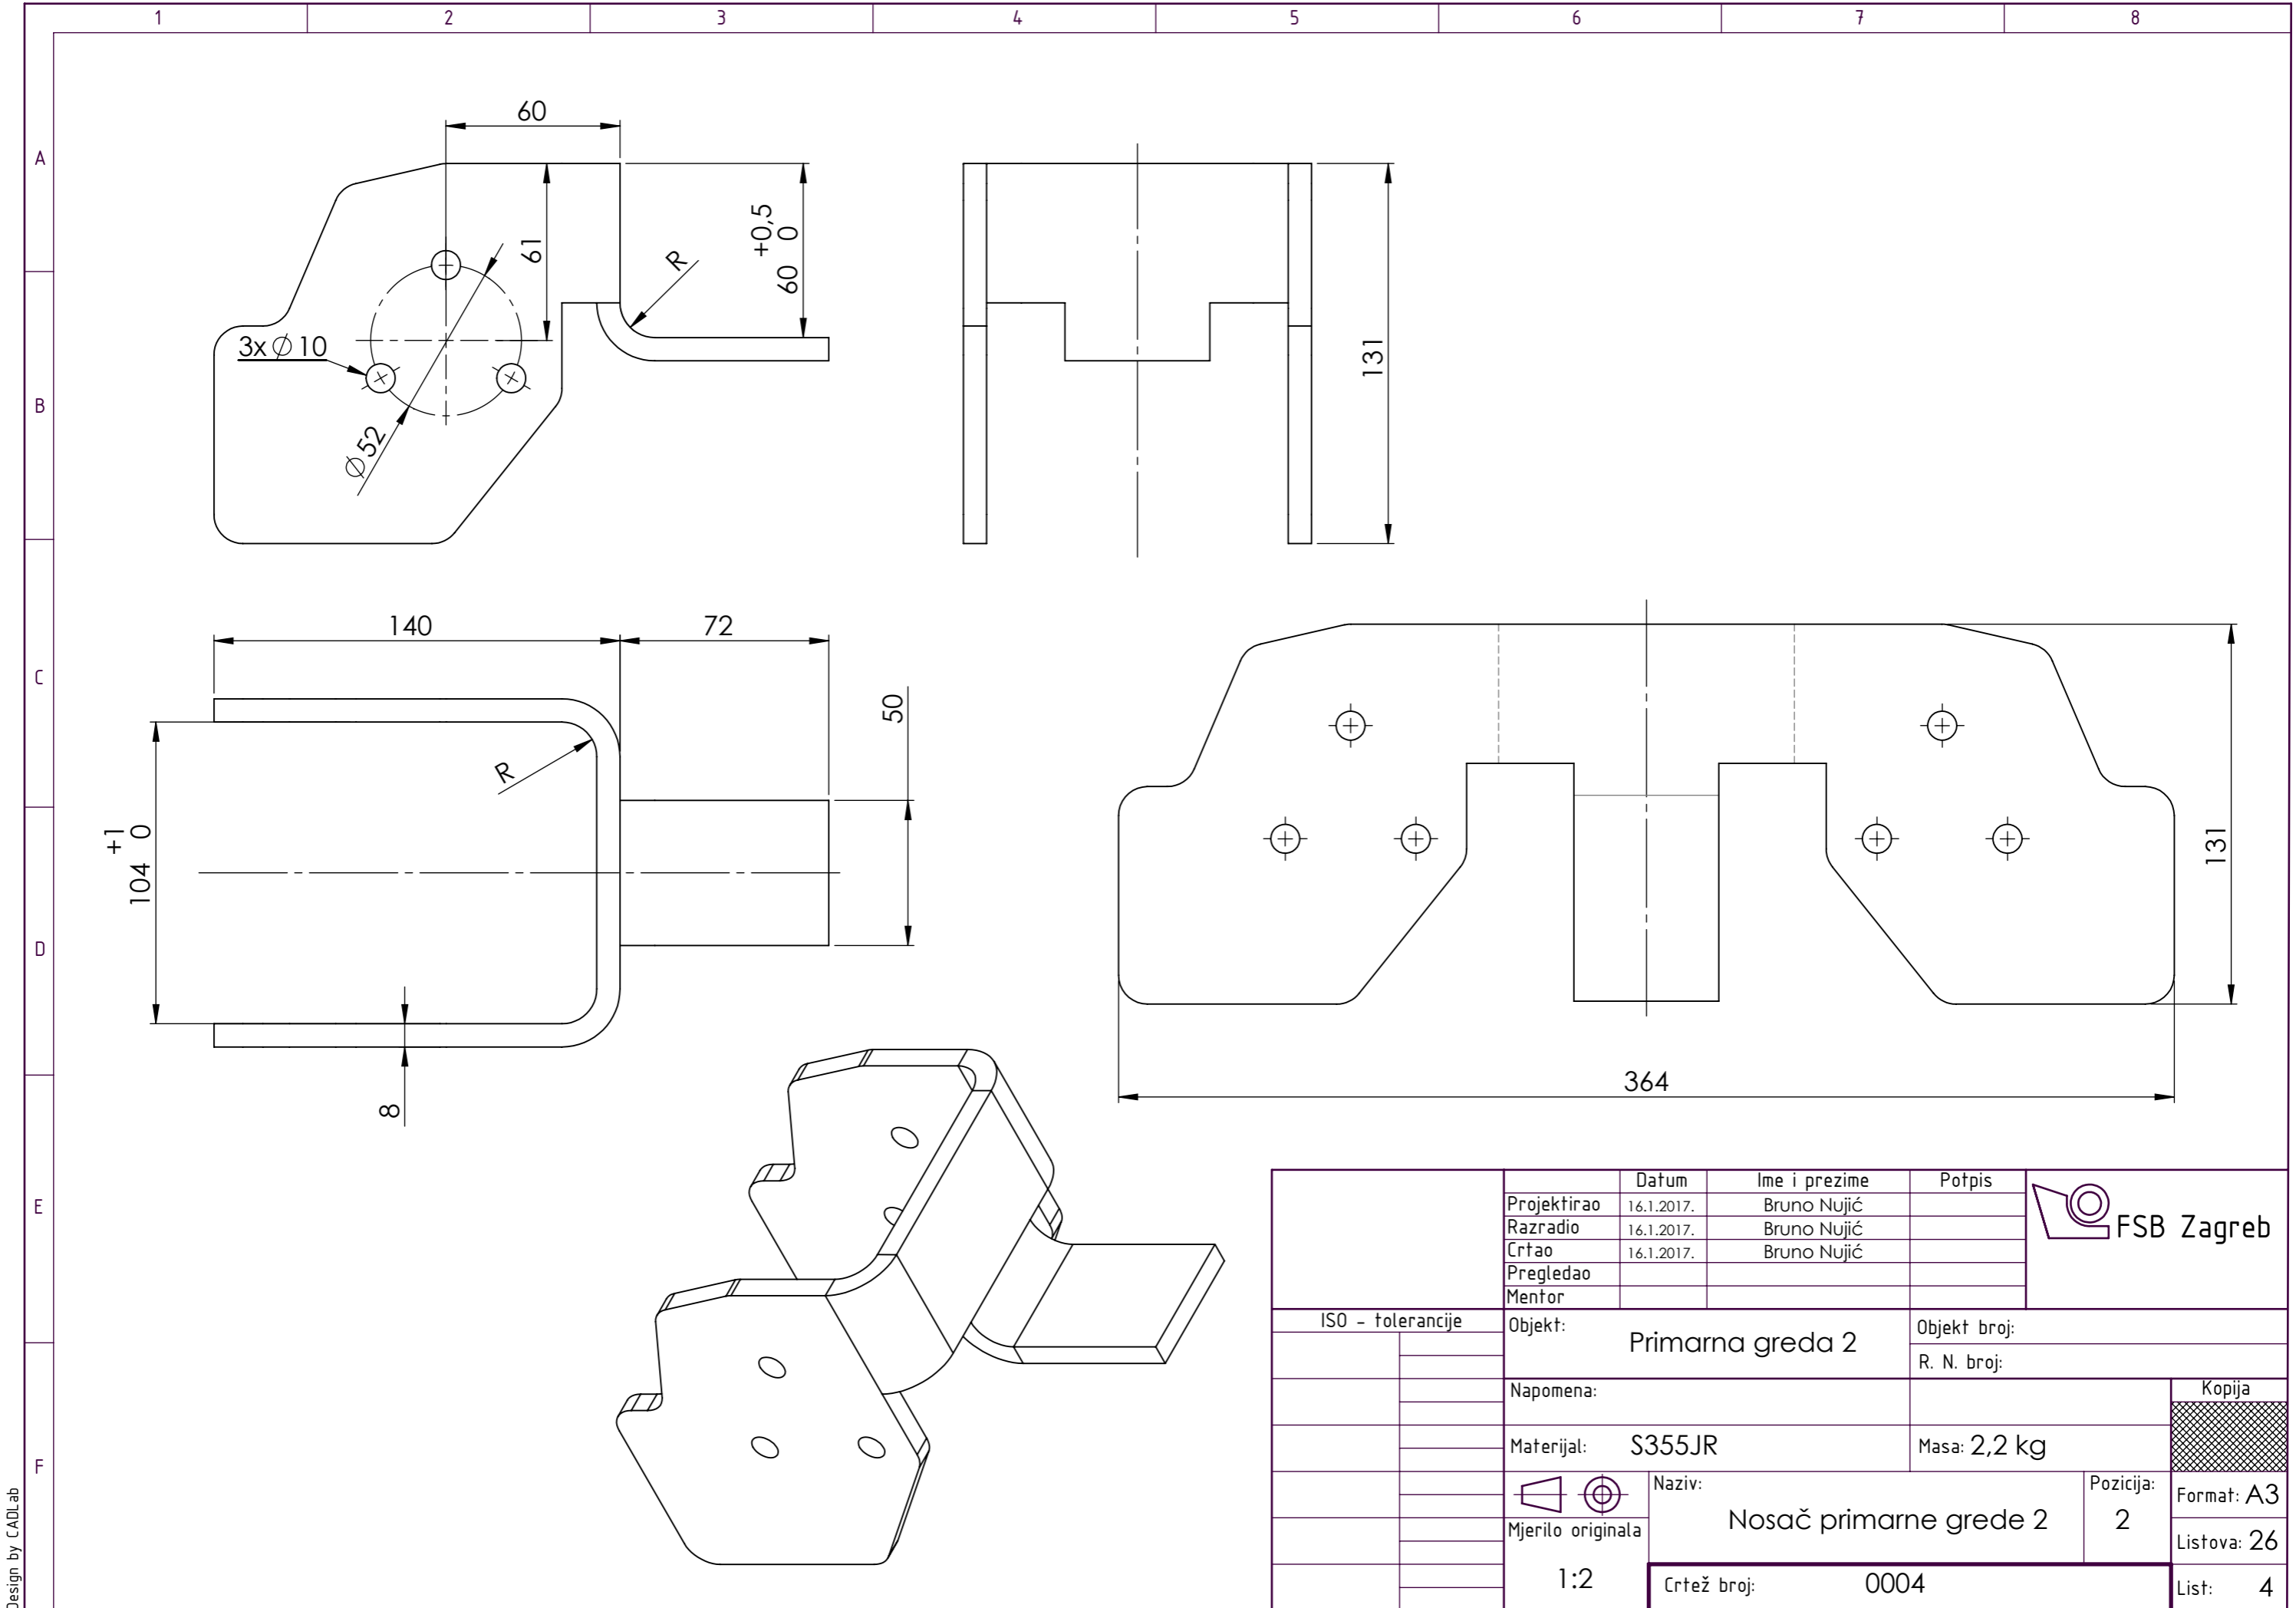 1 2 3 4 5 6 7 8
A
B
C
D
E
F
60
61
R
60 +0,5 0
3x ∅ 10
∅ 52
131
140
72
50
R
104 +1 0
8
131
364
Datum Ime i prezime Potpis
Projektirao 16.1.2017. Bruno Nujić
Razradio 16.1.2017. Bruno Nujić
Crtao 16.1.2017. Bruno Nujić
Pregledao
Mentor
FSB Zagreb
ISO - tolerancije
Objekt: Primarna greda 2
Objekt broj:
R. N. broj:
Napomena:
Kopija
Materijal: S355JR
Masa: 2,2 kg
Naziv: Nosač primarne grede 2
Pozicija: 2
Format: A3
Mjerilo originala
1:2
Listova: 26
Crtež broj: 0004
List: 4
Design by CADLab